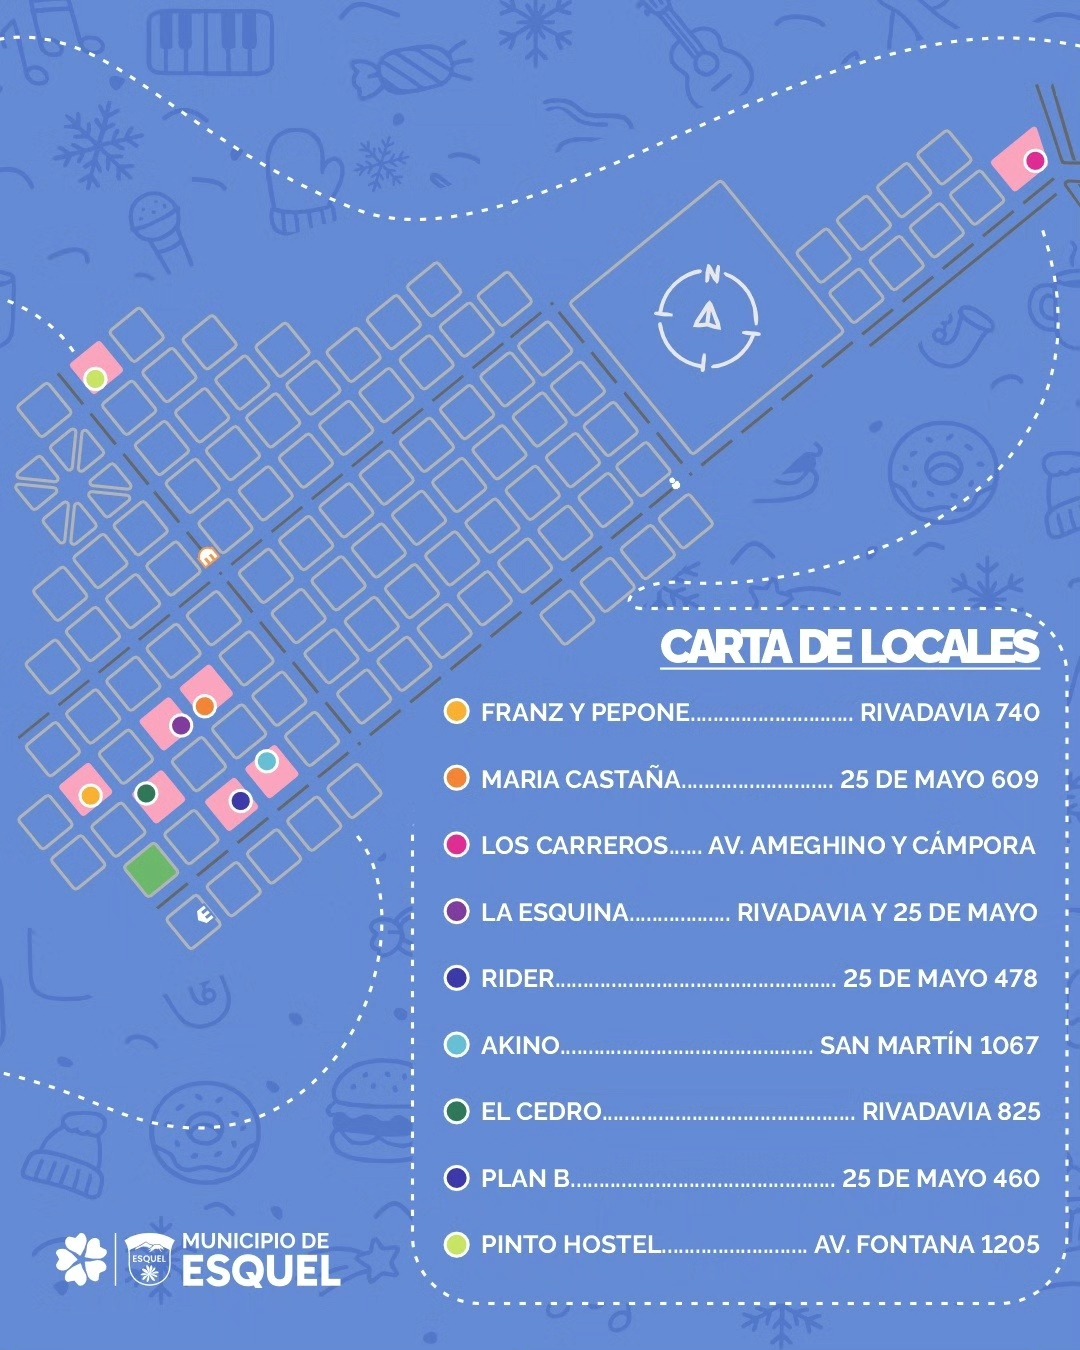 N
CARTA DE LOCALES
FRANZ Y PEPONE............................ RIVADAVIA 740
MARIA CASTAÑA.......................... 25 DE MAYO 609
LOS CARREROS...... AV. AMEGHINO Y CÁMPORA
LA ESQUINA.................. RIVADAVIA Y 25 DE MAYO
RIDER.................................................. 25 DE MAYO 478
AKINO............................................. SAN MARTÍN 1067
EL CEDRO............................................. RIVADAVIA 825
PLAN B............................................... 25 DE MAYO 460
PINTO HOSTEL.......................... AV. FONTANA 1205
ESQUEL
MUNICIPIO DE
ESQUEL